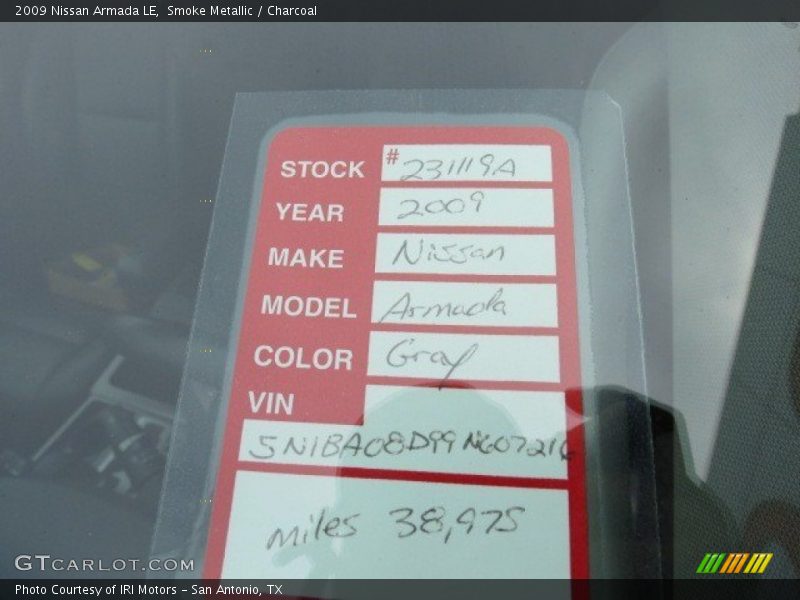 2009 Nissan Armada LE, Smoke Metallic / Charcoal
STOCK # 231119A
YEAR 2009
MAKE Nissan
MODEL Armada
COLOR Gray
VIN
5N1BA08D99N607216
miles 38,975
GTCARLOT.COM
Photo Courtesy of IRI Motors - San Antonio, TX